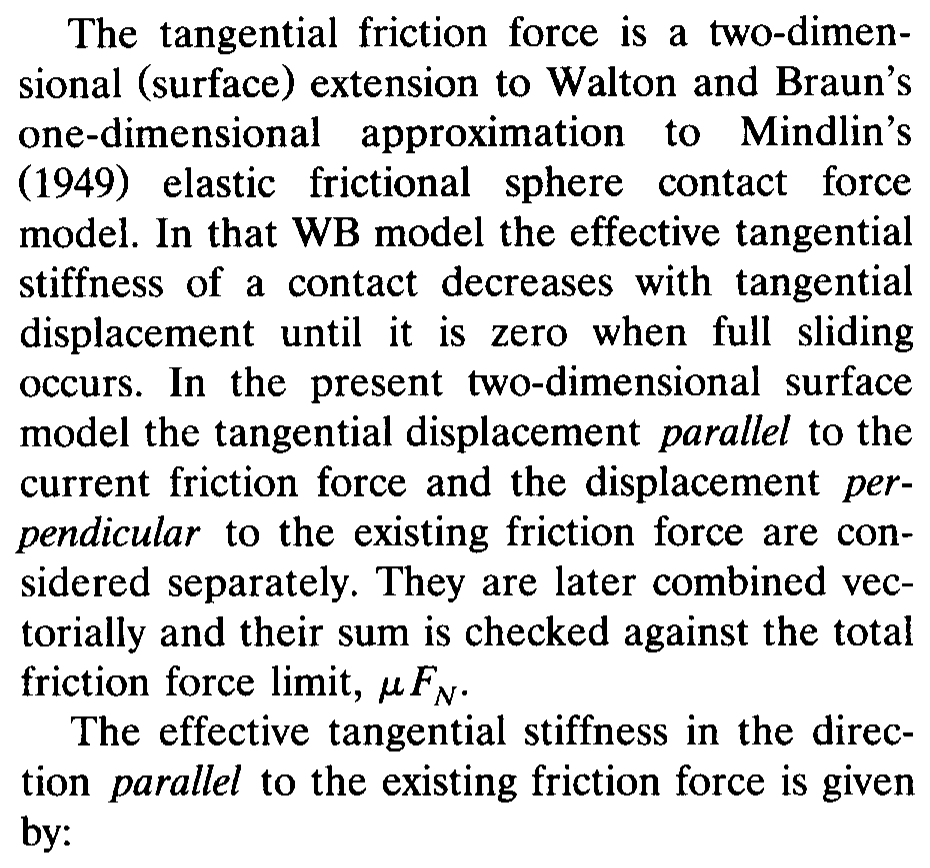 The tangential friction force is a two-dimen-
sional (surface) extension to Walton and Braun's
one-dimensional approximation to Mindlin's
(1949) elastic frictional sphere contact force
model. In that WB model the effective tangential
stiffness of a contact decreases with tangential
displacement until it is zero when full sliding
occurs. In the present two-dimensional surface
model the tangential displacement parallel to the
current friction force and the displacement per-
pendicular to the existing friction force are con-
sidered separately. They are later combined vec-
torially and their sum is checked against the total
friction force limit, μF_N.
The effective tangential stiffness in the direc-
tion parallel to the existing friction force is given
by: